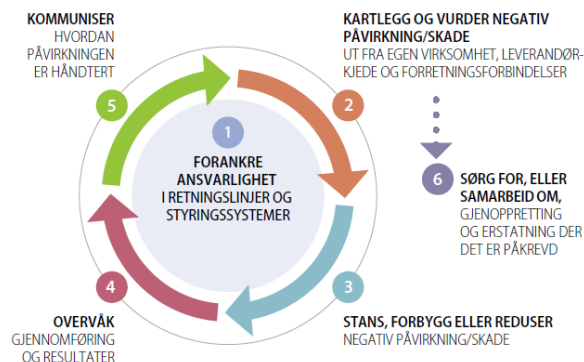 1
FORANKRE
ANSVARLIGHET
I RETNINGSLINJER OG
STYRINGSSYSTEMER
2
KARTLEGG OG VURDER NEGATIV
PÅVIRKNING/SKADE
UT FRA EGEN VIRKSOMHET, LEVERANDØR-
KJEDE OG FORRETNINGSFORBINDELSER
3
STANS, FORBYGG ELLER REDUSER
NEGATIV PÅVIRKNING/SKADE
4
OVERVÅK
GJENNOMFØRING
OG RESULTATER
5
KOMMUNISER
HVORDAN
PÅVIRKNINGEN
ER HÅNDTERT
6
SØRG FOR, ELLER
SAMARBEID OM,
GJENOPPRETTING
OG ERSTATNING DER
DET ER PÅKREVD